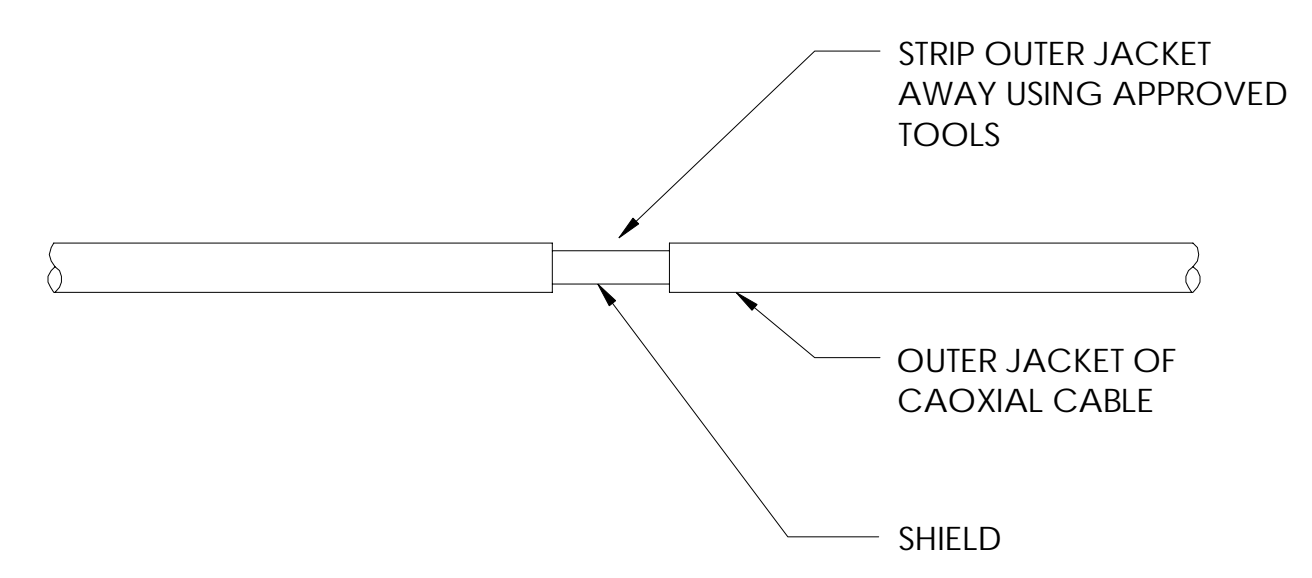 STRIP OUTER JACKET
AWAY USING APPROVED
TOOLS
OUTER JACKET OF
CAOXIAL CABLE
SHIELD